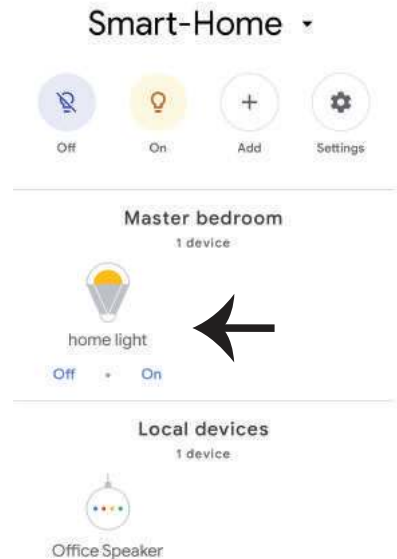 Smart-Home
Off On Add Settings
Master bedroom
1 device
home light
Off • On
Local devices
1 device
Office Speaker